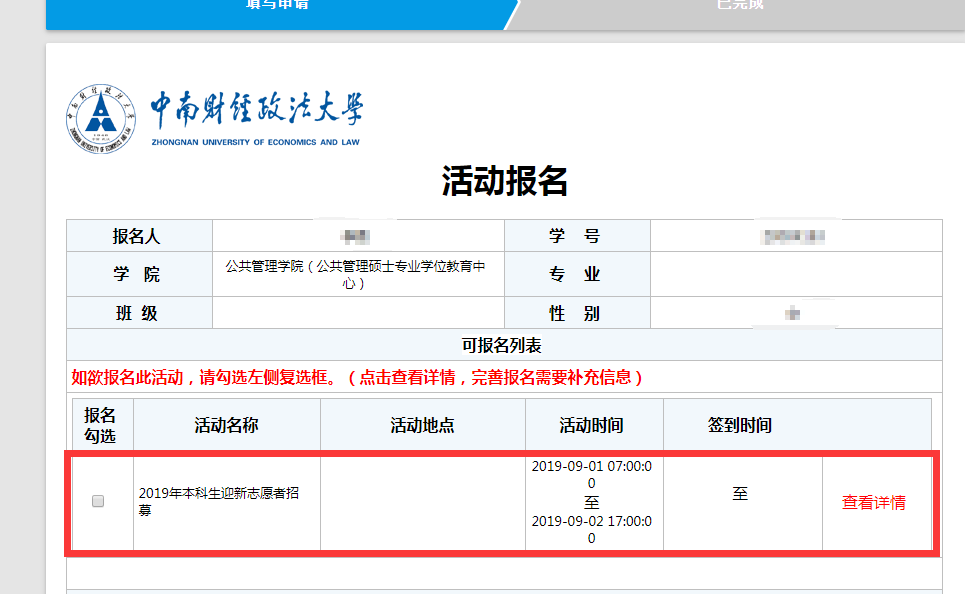 填写申请
已完成
中南财经政法大学
ZHONGNAN UNIVERSITY OF ECONOMICS AND LAW
活动报名
报名人
学 号
学 院
公共管理学院（公共管理硕士专业学位教育中
心）
专 业
班 级
性 别
可报名列表
如欲报名此活动，请勾选左侧复选框。（点击查看详情，完善报名需要补充信息）
报名
勾选
活动名称
活动地点
活动时间
签到时间
2019年本科生迎新志愿者招
募
2019-09-01 07:00:0
0
至
2019-09-02 17:00:0
0
至
查看详情